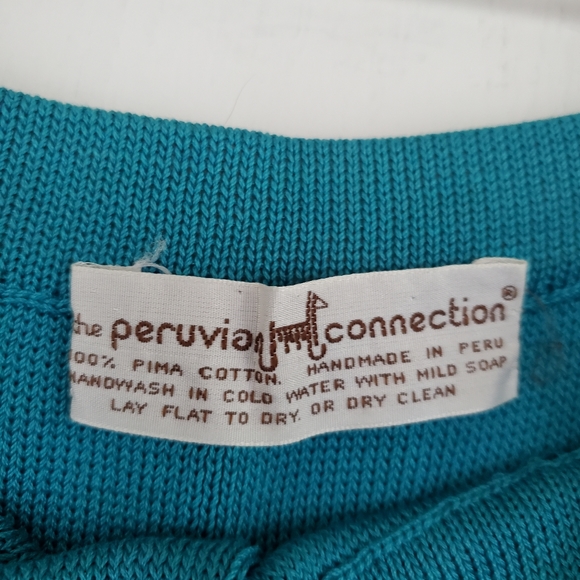 the peruvian connection®
100% PIMA COTTON. HANDMADE IN PERU
HANDWASH IN COLD WATER WITH MILD SOAP
LAY FLAT TO DRY OR DRY CLEAN